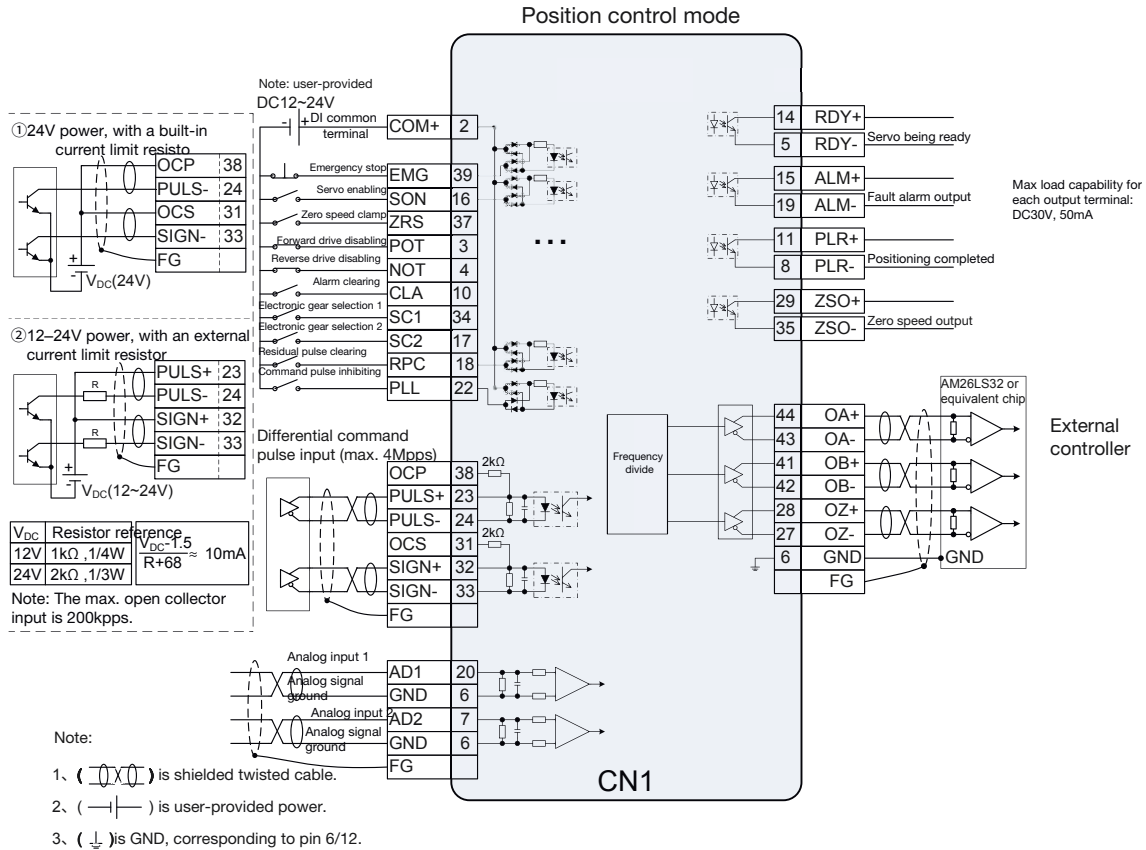 Position control mode
Note: user-provided
DC12~24V
- + DI common
terminal
COM+ 2
Emergency stop EMG 39
Servo enabling SON 16
Zero speed clamp ZRS 37
Forward drive disabling POT 3
Reverse drive disabling NOT 4
Alarm clearing CLA 10
Electronic gear selection 1 SC1 34
Electronic gear selection 2 SC2 17
Residual pulse clearing RPC 18
Command pulse inhibiting PLL 22
①24V power, with a built-in
current limit resisto
OCP 38
PULS- 24
OCS 31
SIGN- 33
FG
+
-
VDC(24V)
②12–24V power, with an external
current limit resistor
PULS+ 23
R PULS- 24
SIGN+ 32
R SIGN- 33
FG
+
-
VDC(12~24V)
VDC Resistor reference
12V 1kΩ ,1/4W
24V 2kΩ ,1/3W
VDC-1.5
R+68 ≈ 10mA
Note: The max. open collector
input is 200kpps.
Differential command
pulse input (max. 4Mpps)
OCP 38 2kΩ
PULS+ 23
PULS- 24
OCS 31 2kΩ
SIGN+ 32
SIGN- 33
FG
Analog input 1 AD1 20
Analog signal
ground GND 6
Analog input 2 AD2 7
Analog signal
ground GND 6
FG
...
Frequency
divide
CN1
14 RDY+
5 RDY- Servo being ready
15 ALM+
19 ALM- Fault alarm output
11 PLR+
8 PLR- Positioning completed
29 ZSO+
35 ZSO- Zero speed output
Max load capability for
each output terminal:
DC30V, 50mA
AM26LS32 or
equivalent chip
44 OA+
43 OA-
41 OB+
42 OB-
28 OZ+
27 OZ-
6 GND GND
FG
External
controller
Note:
1、( ) is shielded twisted cable.
2、( ) is user-provided power.
3、( )is GND, corresponding to pin 6/12.